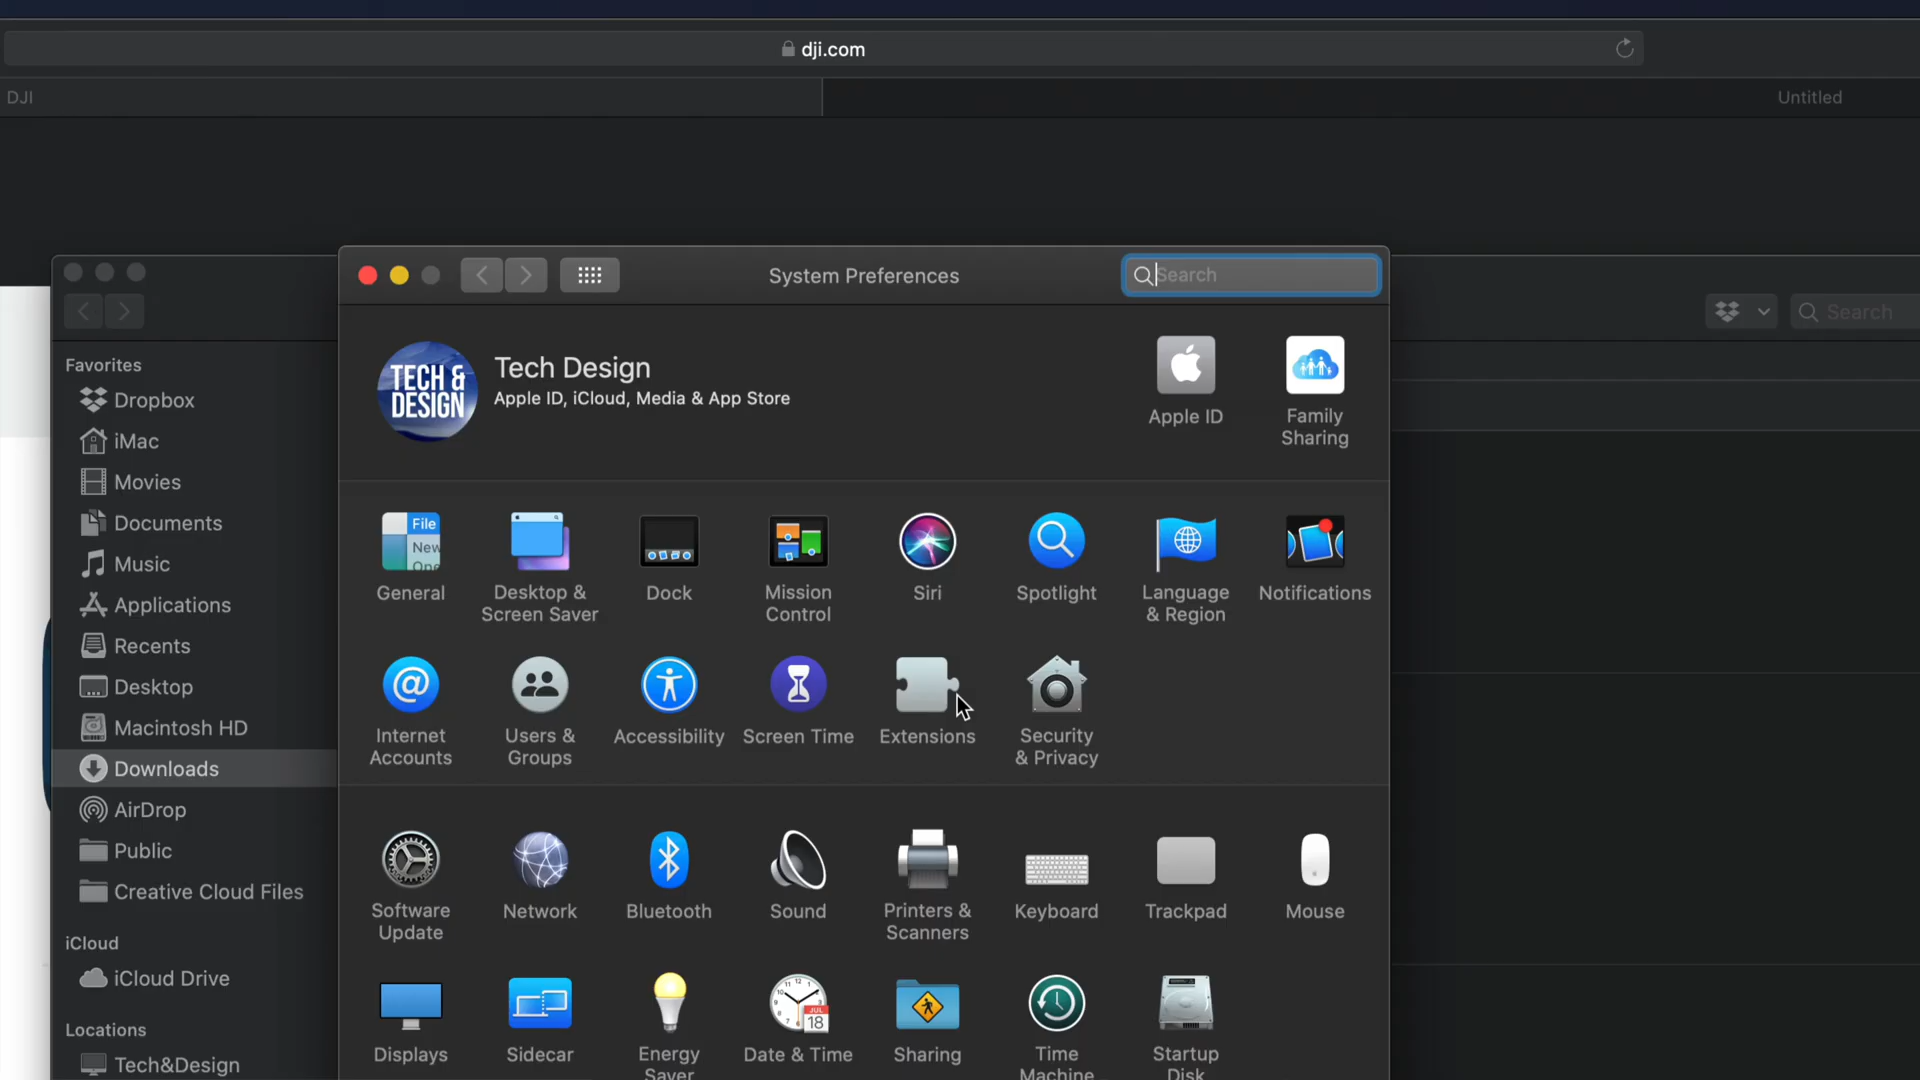 dji.com
DJI
Untitled
System Preferences
Search
Search
Favorites
Dropbox
iMac
Movies
Documents
Music
Applications
Recents
Desktop
Macintosh HD
Downloads
AirDrop
Public
Creative Cloud Files
iCloud
iCloud Drive
Locations
Tech&Design
TECH &
DESIGN
Tech Design
Apple ID, iCloud, Media & App Store
Apple ID
Family
Sharing
File
New
Ope
General
Desktop &
Screen Saver
Dock
Mission
Control
Siri
Spotlight
Language
& Region
Notifications
@
Internet
Accounts
Users &
Groups
Accessibility
Screen Time
Extensions
Security
& Privacy
Software
Update
Network
Bluetooth
Sound
Printers &
Scanners
Keyboard
Trackpad
Mouse
Displays
Sidecar
Energy
Saver
JUL
18
Date & Time
Sharing
Time
Machine
Startup
Disk